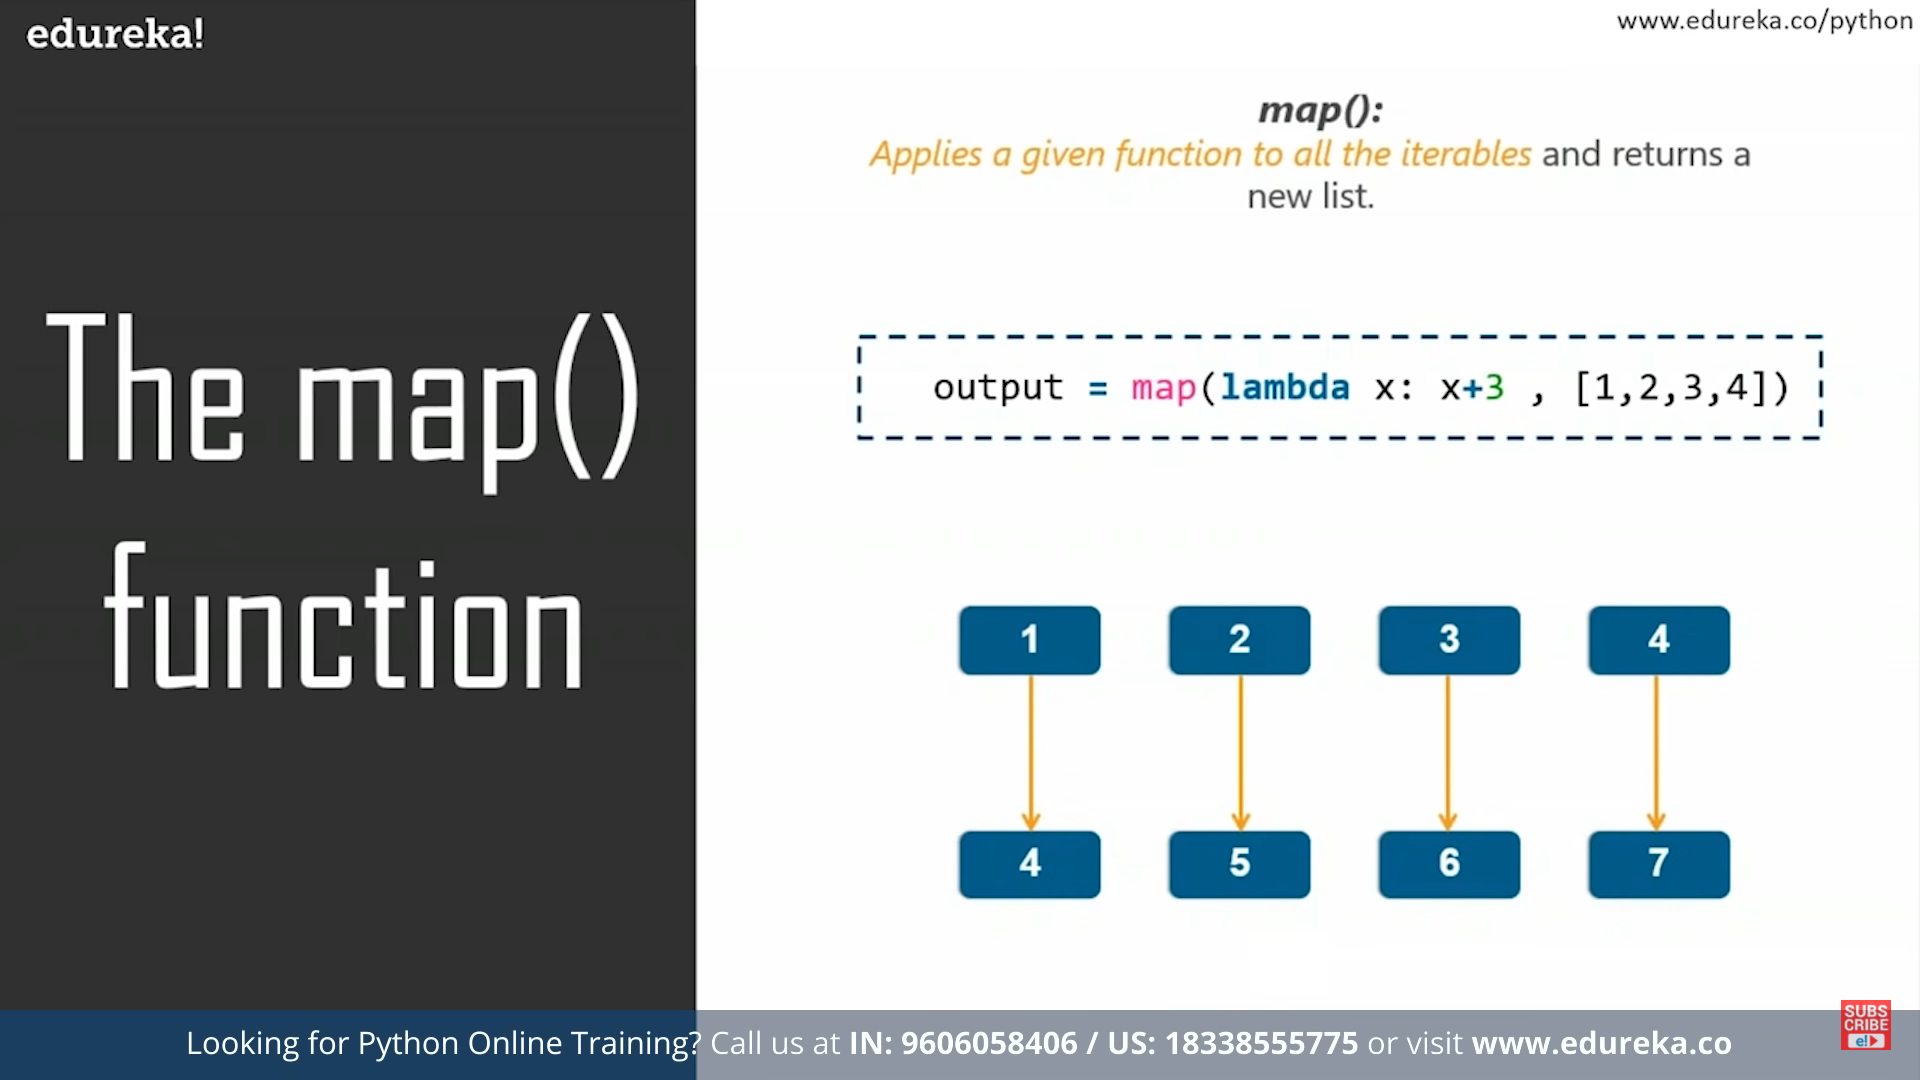 edureka!
www.edureka.co/python
The map()
function
map():
Applies a given function to all the iterables and returns a
new list.
output = map(lambda x: x+3 , [1,2,3,4])
1 2 3 4
4 5 6 7
Looking for Python Online Training? Call us at IN: 9606058406 / US: 18338555775 or visit www.edureka.co
SUBS
CRIBE
e!